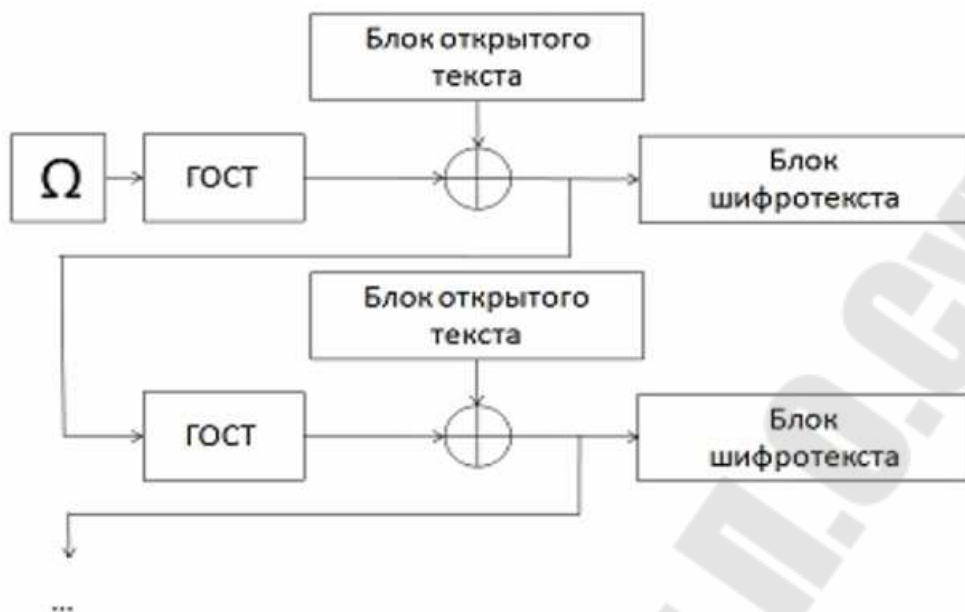 Блок открытого
текста
Ω
ГОСТ
Блок
шифротекста
Блок открытого
текста
ГОСТ
Блок
шифротекста
...